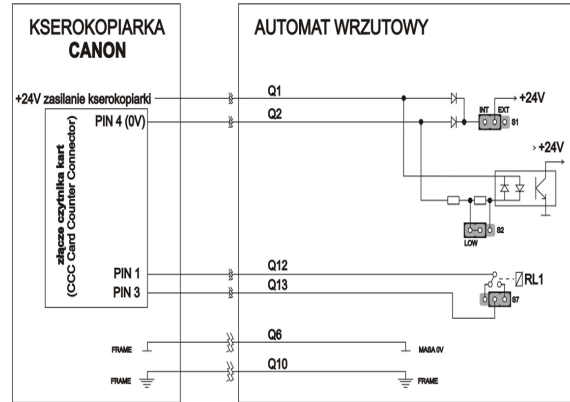 KSEROKOPIARKA
CANON
AUTOMAT WRZUTOWY
+24V zasilanie kserokopiarki
Q1
+24V
PIN 4 (0V)
Q2
INT EXT
S1
+24V
złącze czytnika kart
(CCC Card Counter Connector)
S2
LOW
PIN 1
Q12
RL1
PIN 3
Q13
S7
Q6
FRAME
MASA 0V
Q10
FRAME
FRAME